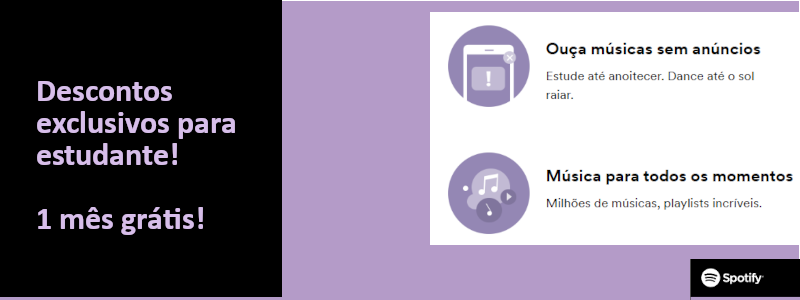 Descontos
exclusivos para
estudante!
1 mês grátis!
Ouça músicas sem anúncios
Estude até anoitecer. Dance até o sol
raiar.
Música para todos os momentos
Milhões de músicas, playlists incríveis.
Spotify